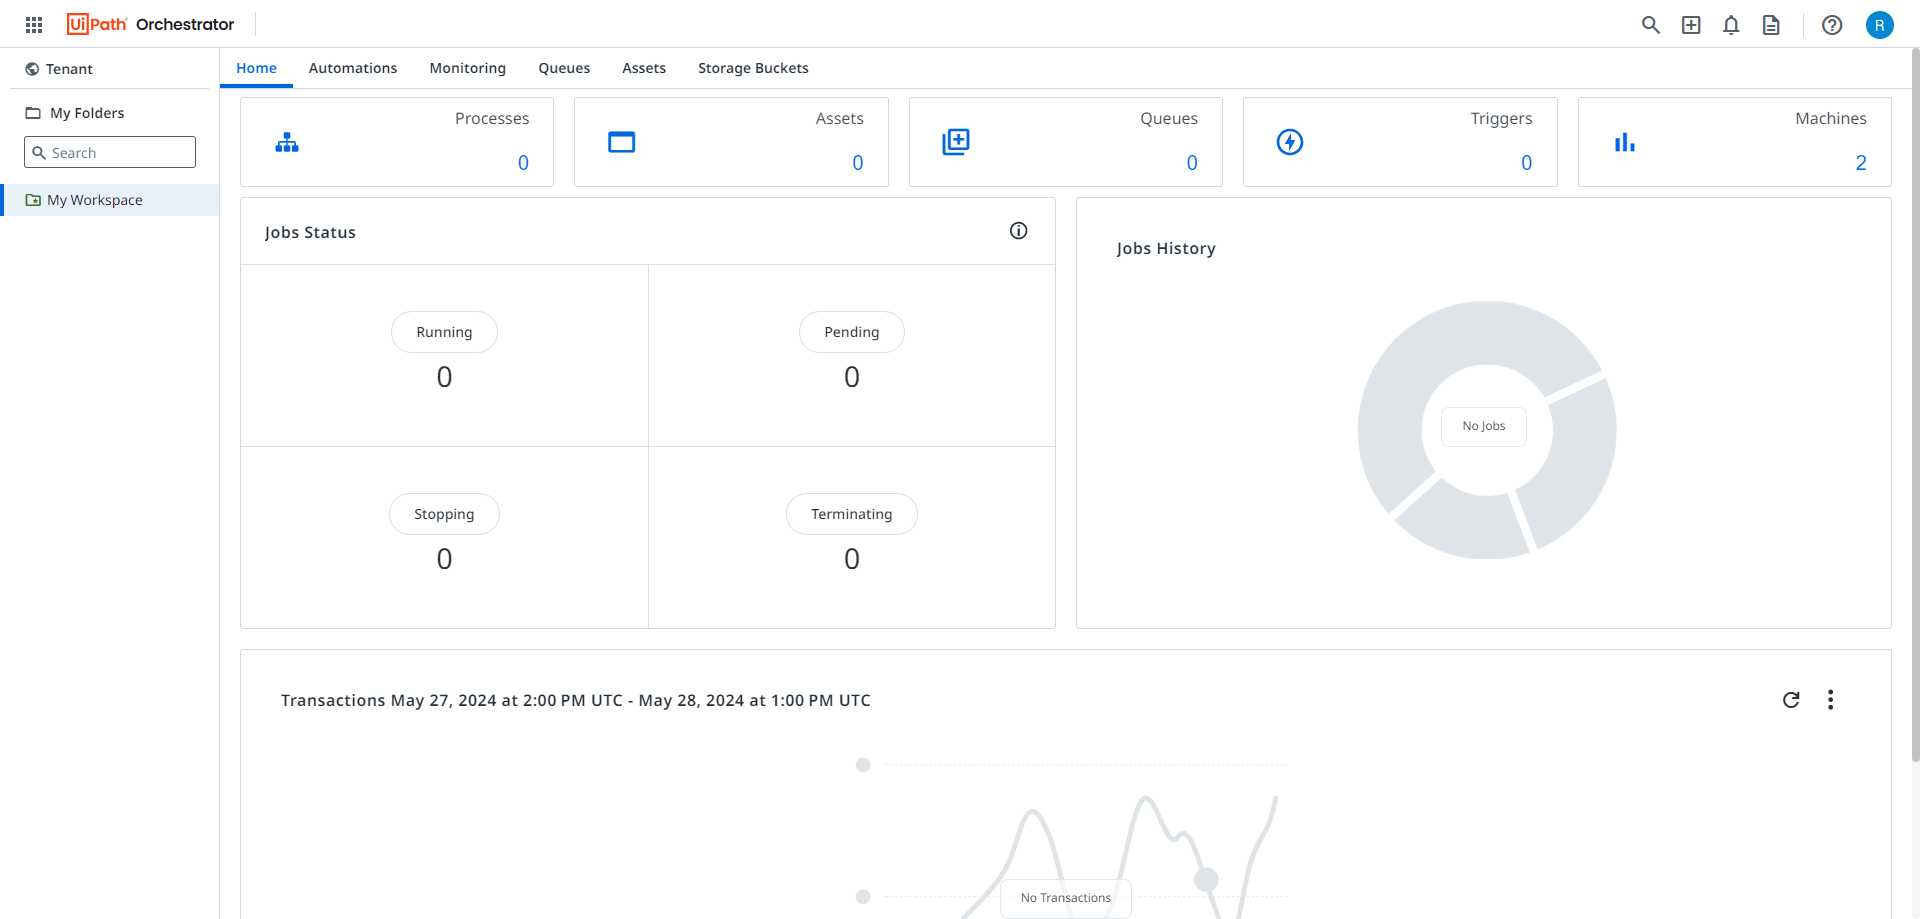 UiPath Orchestrator
R
Tenant
My Folders
Search
My Workspace
Home Automations Monitoring Queues Assets Storage Buckets
Processes
0
Assets
0
Queues
0
Triggers
0
Machines
2
Jobs Status
Running
0
Pending
0
Stopping
0
Terminating
0
Jobs History
No Jobs
Transactions May 27, 2024 at 2:00 PM UTC - May 28, 2024 at 1:00 PM UTC
No Transactions